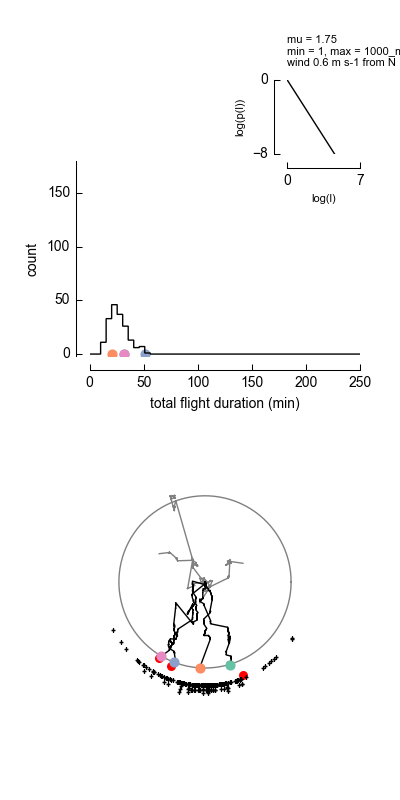 mu = 1.75
min = 1, max = 1000_m
wind 0.6 m s-1 from N
log(p(l))
0
−8
0 7
log(l)
count
150
100
50
0
0 50 100 150 200 250
total flight duration (min)